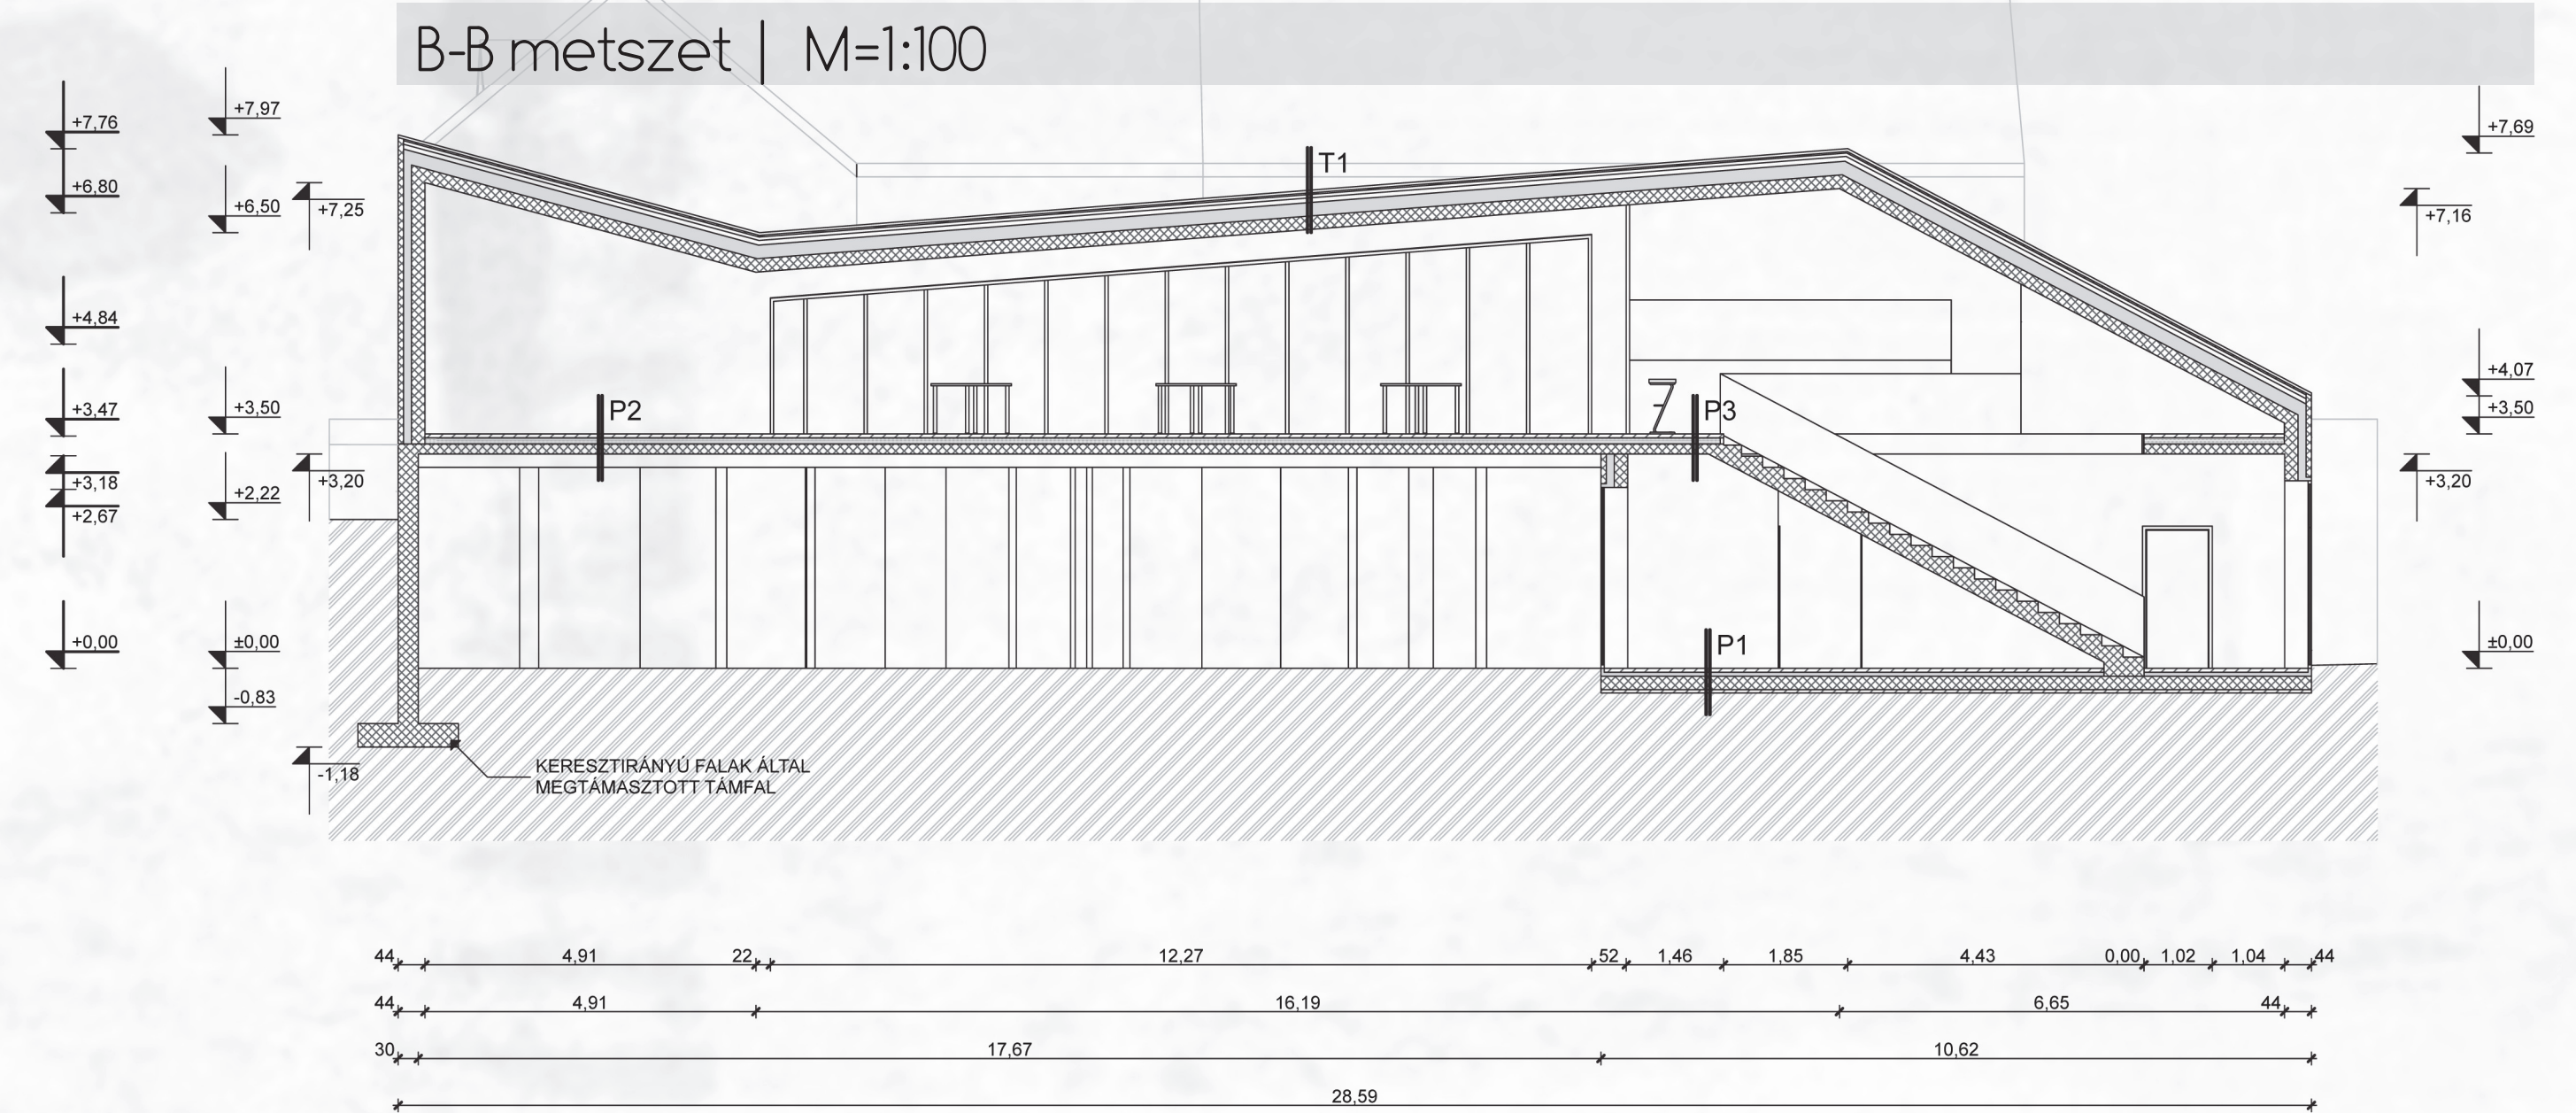 B-B metszet | M=1:100
+7,76
+7,97
+7,69
+6,80
+6,50
+7,25
+7,16
T1
+4,84
+4,07
+3,47
+3,50
P2
P3
+3,50
+3,18
+3,20
+3,20
+2,67
+2,22
+0,00
±0,00
P1
±0,00
-0,83
-1,18
KERESZTIRÁNYÚ FALAK ÁLTAL
MEGTÁMASZTOTT TÁMFAL
44 4,91 22 12,27 52 1,46 1,85 4,43 0,00 1,02 1,04 44
44 4,91 16,19 6,65 44
30 17,67 10,62
28,59